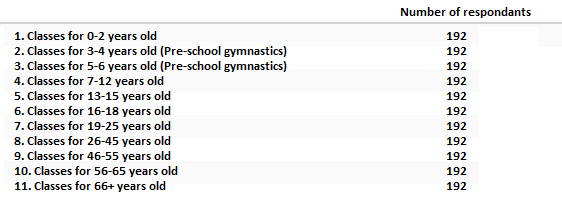 Number of respondants
1. Classes for 0-2 years old 192
2. Classes for 3-4 years old (Pre-school gymnastics) 192
3. Classes for 5-6 years old (Pre-school gymnastics) 192
4. Classes for 7-12 years old 192
5. Classes for 13-15 years old 192
6. Classes for 16-18 years old 192
7. Classes for 19-25 years old 192
8. Classes for 26-45 years old 192
9. Classes for 46-55 years old 192
10. Classes for 56-65 years old 192
11. Classes for 66+ years old 192